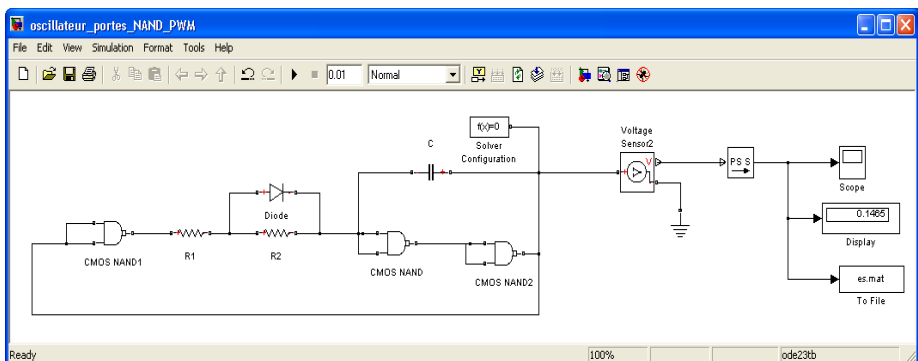 oscillateur_portes_NAND_PWM
File Edit View Simulation Format Tools Help
0.01 Normal
f(x)=0
Solver
Configuration
C
Voltage
Sensor2
V
PS S
Scope
Diode
0.1465
Display
CMOS NAND1
R1
R2
CMOS NAND
CMOS NAND2
es.mat
To File
Ready 100% ode23tb